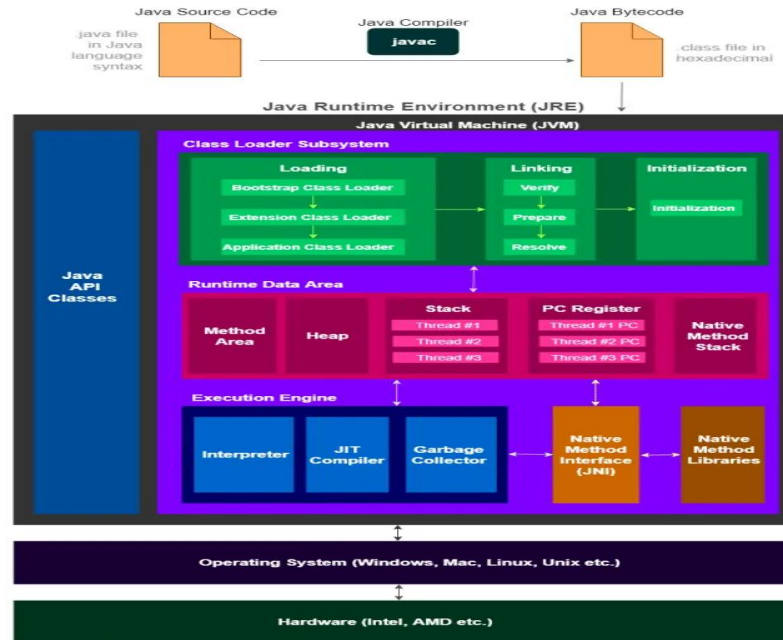 Java Source Code
Java Compiler
Java Bytecode
.java file
in Java
language
syntax
javac
.class file in
hexadecimal
Java Runtime Environment (JRE)
Java Virtual Machine (JVM)
Java
API
Classes
Class Loader Subsystem
Loading
Bootstrap Class Loader
Extension Class Loader
Application Class Loader
Linking
Verify
Prepare
Resolve
Initialization
Initialization
Runtime Data Area
Method
Area
Heap
Stack
Thread #1
Thread #2
Thread #3
PC Register
Thread #1 PC
Thread #2 PC
Thread #3 PC
Native
Method
Stack
Execution Engine
Interpreter
JIT
Compiler
Garbage
Collector
Native
Method
Interface
(JNI)
Native
Method
Libraries
Operating System (Windows, Mac, Linux, Unix etc.)
Hardware (Intel, AMD etc.)